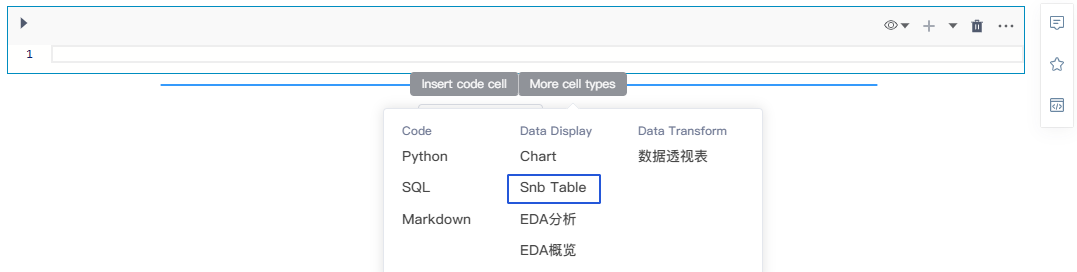 1
Insert code cell More cell types
Code Data Display Data Transform
Python Chart 数据透视表
SQL Snb Table
Markdown EDA分析
EDA概览